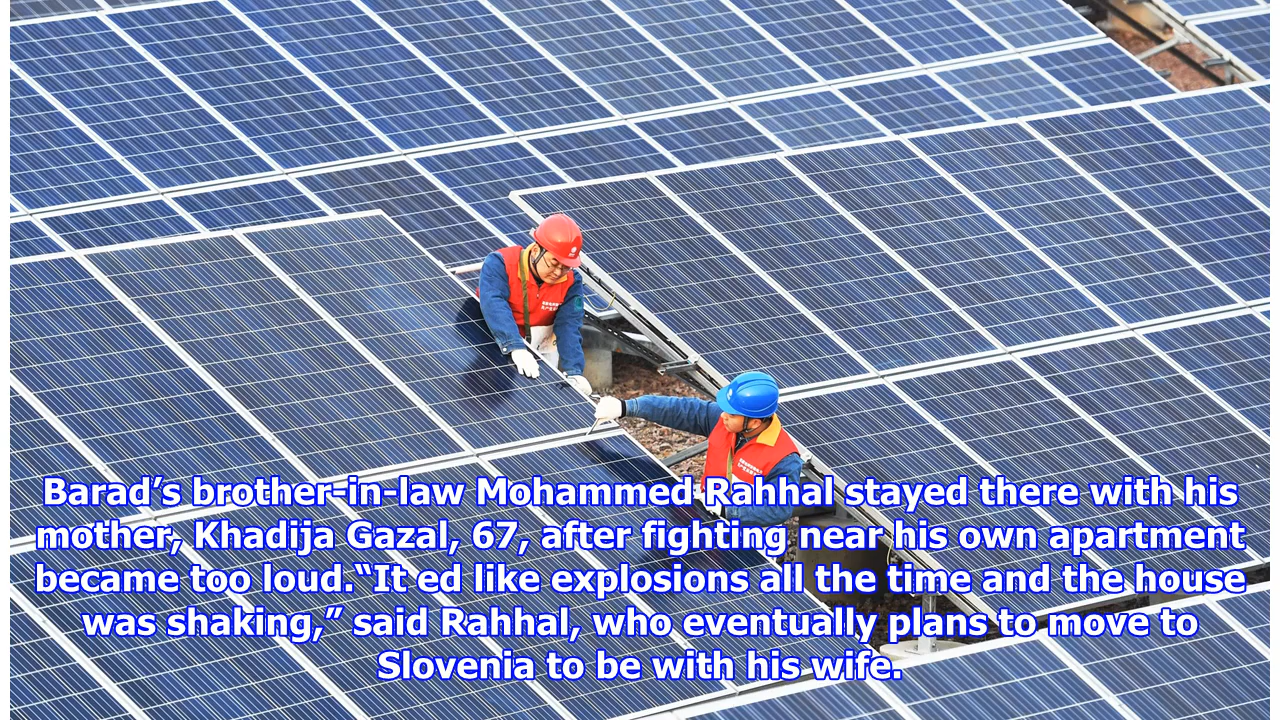 Barad’s brother-in-law Mohammed Rahhal stayed there with his
mother, Khadija Gazal, 67, after fighting near his own apartment
became too loud.“It ed like explosions all the time and the house
was shaking,” said Rahhal, who eventually plans to move to
Slovenia to be with his wife.